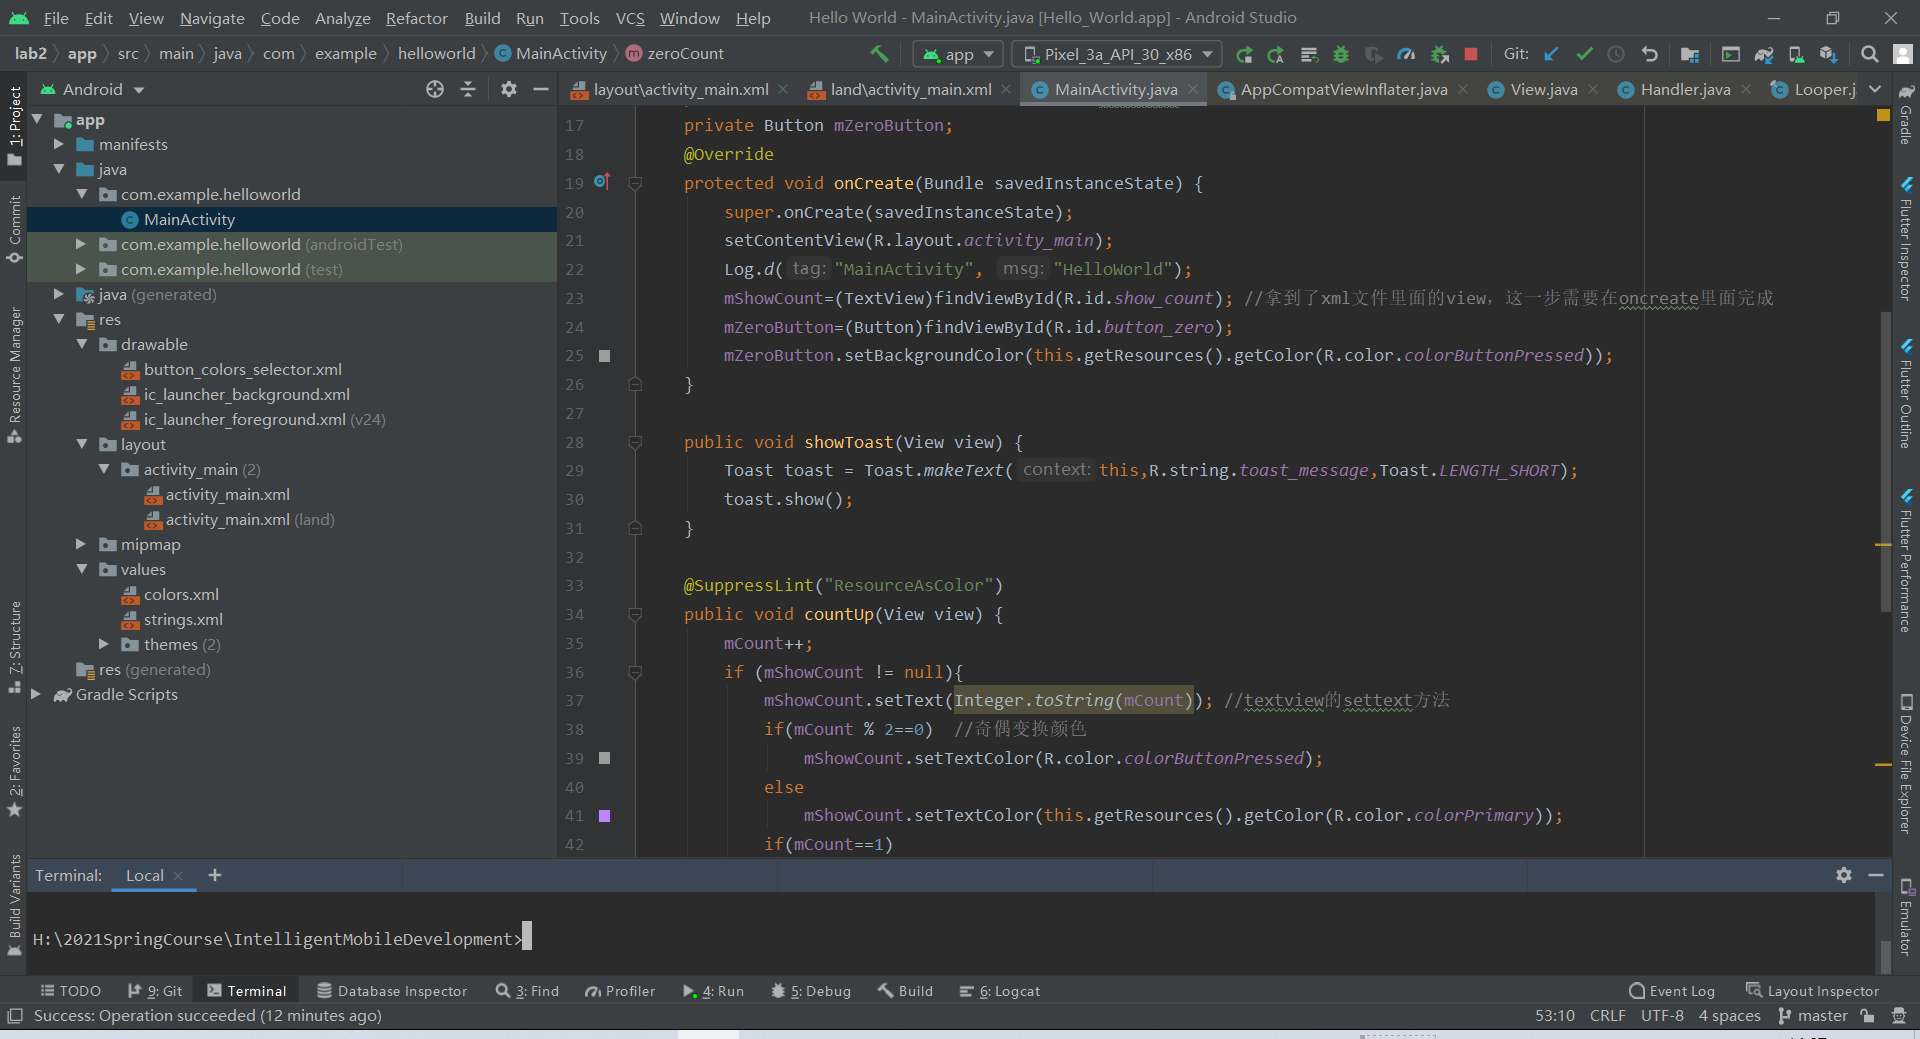 File Edit View Navigate Code Analyze Refactor Build Run Tools VCS Window Help Hello World - MainActivity.java [Hello_World.app] - Android Studio
lab2 app src main java com example helloworld MainActivity zeroCount app Pixel_3a_API_30_x86 Git:
Android layout\activity_main.xml land\activity_main.xml MainActivity.java AppCompatViewInflater.java View.java Handler.java Looper.j
1: Project
Commit
Resource Manager
Z: Structure
2: Favorites
Build Variants
app
manifests
java
com.example.helloworld
MainActivity
com.example.helloworld (androidTest)
com.example.helloworld (test)
java (generated)
res
drawable
button_colors_selector.xml
ic_launcher_background.xml
ic_launcher_foreground.xml (v24)
layout
activity_main (2)
activity_main.xml
activity_main.xml (land)
mipmap
values
colors.xml
strings.xml
themes (2)
res (generated)
Gradle Scripts
17 private Button mZeroButton;
18 @Override
19 protected void onCreate(Bundle savedInstanceState) {
20 super.onCreate(savedInstanceState);
21 setContentView(R.layout.activity_main);
22 Log.d( tag: "MainActivity", msg: "HelloWorld");
23 mShowCount=(TextView)findViewById(R.id.show_count); //拿到了xml文件里面的view，这一步需要在oncreate里面完成
24 mZeroButton=(Button)findViewById(R.id.button_zero);
25 mZeroButton.setBackgroundColor(this.getResources().getColor(R.color.colorButtonPressed));
26 }
27
28 public void showToast(View view) {
29 Toast toast = Toast.makeText( context: this,R.string.toast_message,Toast.LENGTH_SHORT);
30 toast.show();
31 }
32
33 @SuppressLint("ResourceAsColor")
34 public void countUp(View view) {
35 mCount++;
36 if (mShowCount != null){
37 mShowCount.setText(Integer.toString(mCount)); //textview的settext方法
38 if(mCount % 2==0) //奇偶变换颜色
39 mShowCount.setTextColor(R.color.colorButtonPressed);
40 else
41 mShowCount.setTextColor(this.getResources().getColor(R.color.colorPrimary));
42 if(mCount==1)
Gradle
Flutter Inspector
Flutter Outline
Flutter Performance
Device File Explorer
Emulator
Terminal: Local
H:\2021SpringCourse\IntelligentMobileDevelopment>
TODO 9: Git Terminal Database Inspector 3: Find Profiler 4: Run 5: Debug Build 6: Logcat Event Log Layout Inspector
Success: Operation succeeded (12 minutes ago) 53:10 CRLF UTF-8 4 spaces master